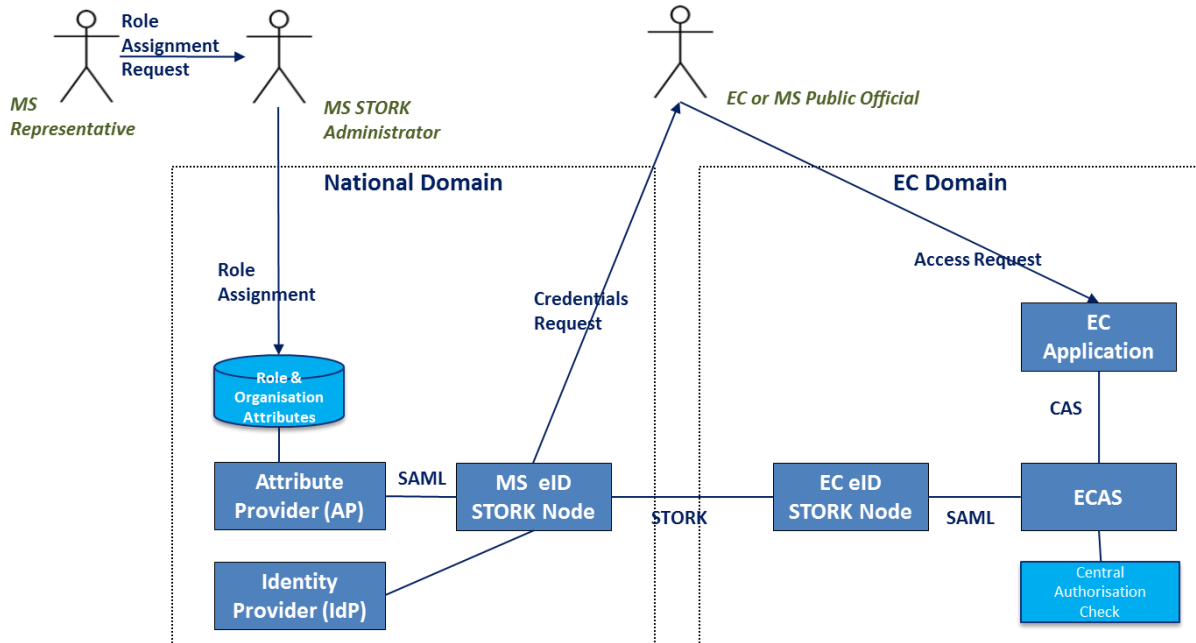 Role
Assignment
Request
MS
Representative
MS STORK
Administrator
EC or MS Public Official
National Domain
EC Domain
Role
Assignment
Credentials
Request
Access Request
EC
Application
Role &
Organisation
Attributes
CAS
Attribute
Provider (AP)
SAML
MS eID
STORK Node
STORK
EC eID
STORK Node
SAML
ECAS
Identity
Provider (IdP)
Central
Authorisation
Check